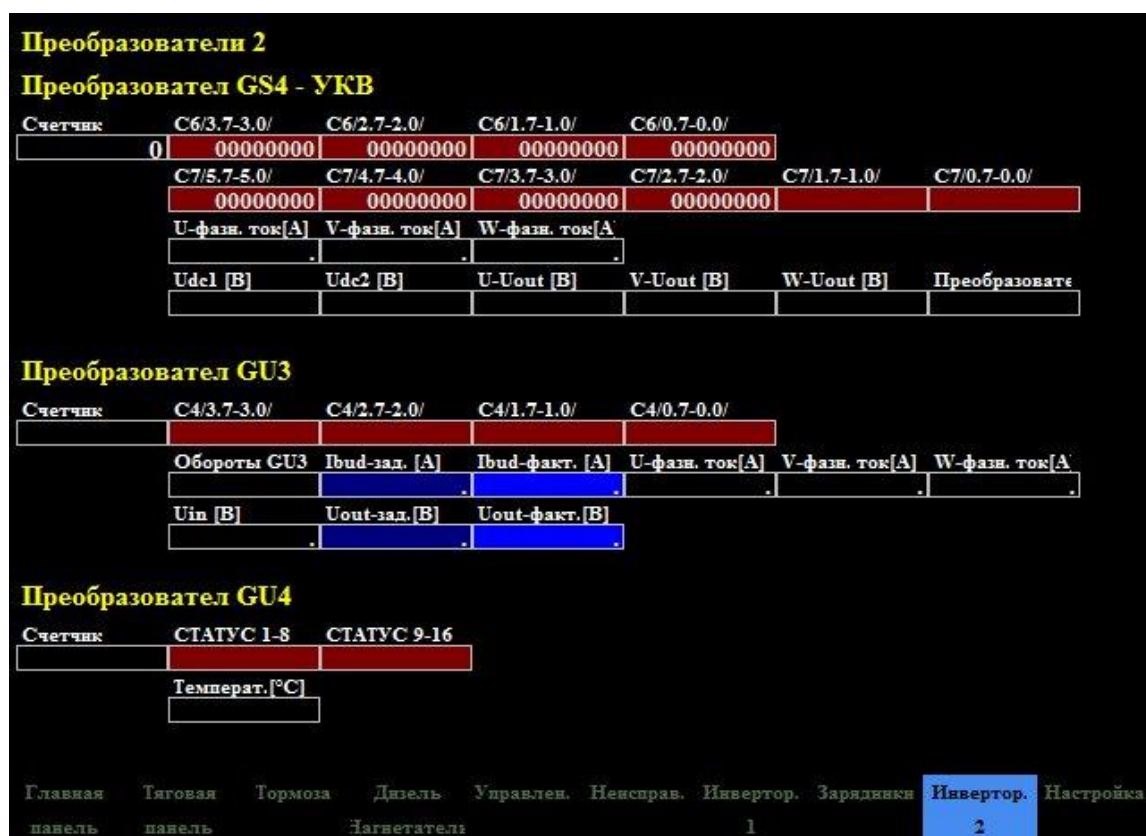 Преобразователи 2
Преобразовател GS4 - УКВ
Счетчик C6/3.7-3.0/ C6/2.7-2.0/ C6/1.7-1.0/ C6/0.7-0.0/
0 00000000 00000000 00000000 00000000
C7/5.7-5.0/ C7/4.7-4.0/ C7/3.7-3.0/ C7/2.7-2.0/ C7/1.7-1.0/ C7/0.7-0.0/
00000000 00000000 00000000 00000000
U-фазн. ток[А] V-фазн. ток[А] W-фазн. ток[А
. . .
Udc1 [В] Udc2 [В] U-Uout [В] V-Uout [В] W-Uout [В] Преобразовате
Преобразовател GU3
Счетчик C4/3.7-3.0/ C4/2.7-2.0/ C4/1.7-1.0/ C4/0.7-0.0/
Обороты GU3 Ibud-зад. [А] Ibud-факт. [А] U-фазн. ток[А] V-фазн. ток[А] W-фазн. ток[А
. . . . .
Uin [В] Uout-зад.[В] Uout-факт.[В]
. . .
Преобразовател GU4
Счетчик СТАТУС 1-8 СТАТУС 9-16
Температ.[°C]
Главная Тяговая Тормоза Дизель Управлен. Неисправ. Инвертор. Зарядники Инвертор. Настройка
панель панель Нагнетатель 1 2